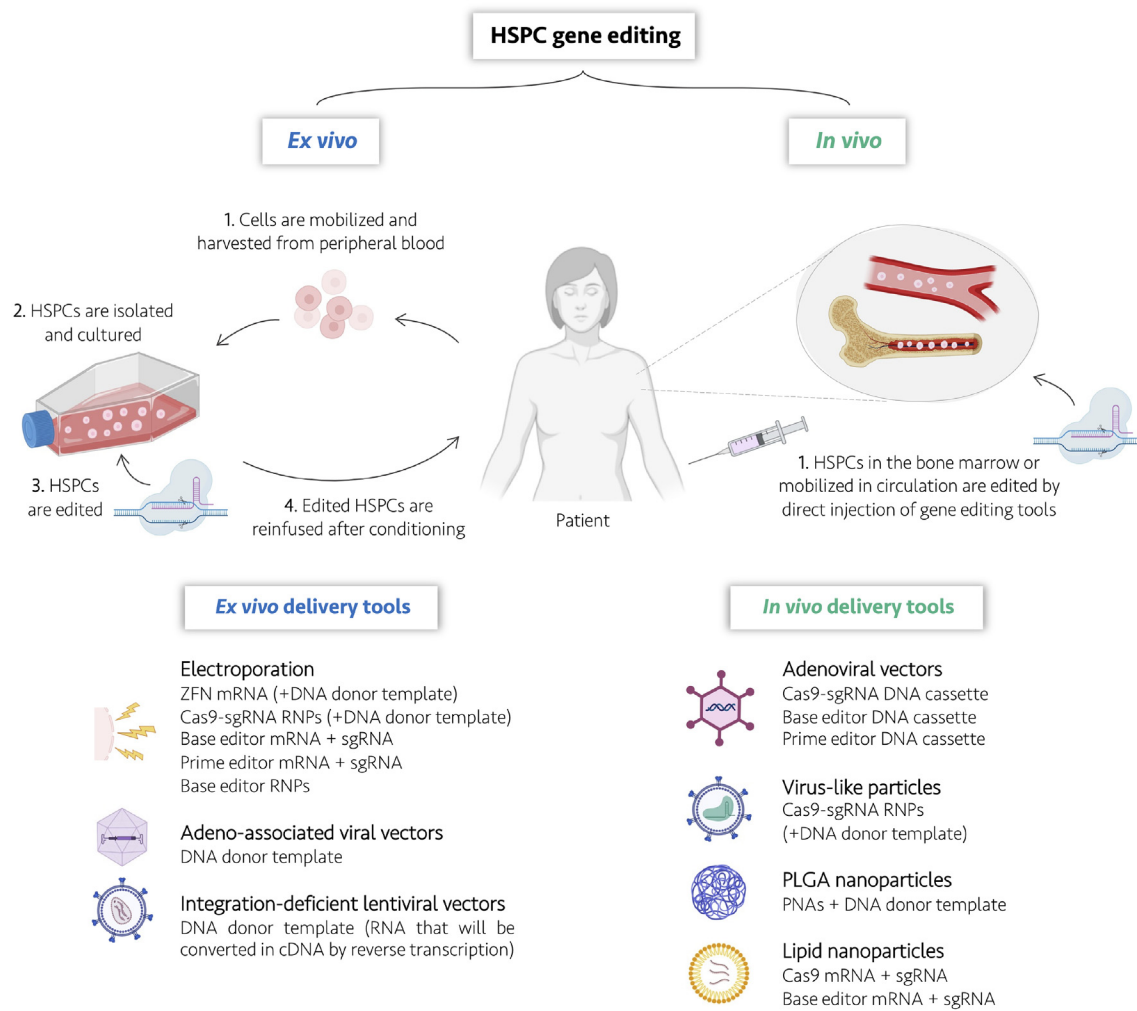 HSPC gene editing
Ex vivo
In vivo
1. Cells are mobilized and
harvested from peripheral blood
2. HSPCs are isolated
and cultured
3. HSPCs
are edited
4. Edited HSPCs are
reinfused after conditioning
Patient
1. HSPCs in the bone marrow or
mobilized in circulation are edited by
direct injection of gene editing tools
Ex vivo delivery tools
Electroporation
ZFN mRNA (+DNA donor template)
Cas9-sgRNA RNPs (+DNA donor template)
Base editor mRNA + sgRNA
Prime editor mRNA + sgRNA
Base editor RNPs
Adeno-associated viral vectors
DNA donor template
Integration-deficient lentiviral vectors
DNA donor template (RNA that will be
converted in cDNA by reverse transcription)
In vivo delivery tools
Adenoviral vectors
Cas9-sgRNA DNA cassette
Base editor DNA cassette
Prime editor DNA cassette
Virus-like particles
Cas9-sgRNA RNPs
(+DNA donor template)
PLGA nanoparticles
PNAs + DNA donor template
Lipid nanoparticles
Cas9 mRNA + sgRNA
Base editor mRNA + sgRNA